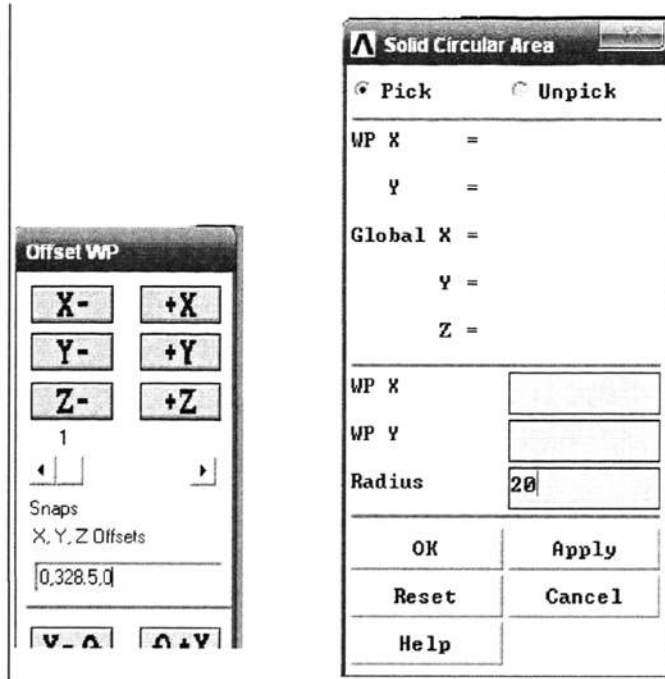 Offset WP
X- +X
Y- +Y
Z- +Z
1
Snaps
X, Y, Z Offsets
0,328.5,0
Solid Circular Area
Pick Unpick
WP X =
Y =
Global X =
Y =
Z =
WP X
WP Y
Radius 20
OK Apply
Reset Cancel
Help